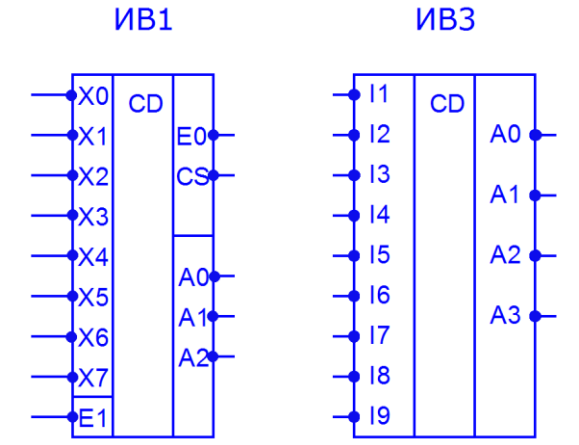 ИВ1
ИВ3
X0
X1
X2
X3
X4
X5
X6
X7
E1
CD
E0
CS
A0
A1
A2
I1
I2
I3
I4
I5
I6
I7
I8
I9
CD
A0
A1
A2
A3